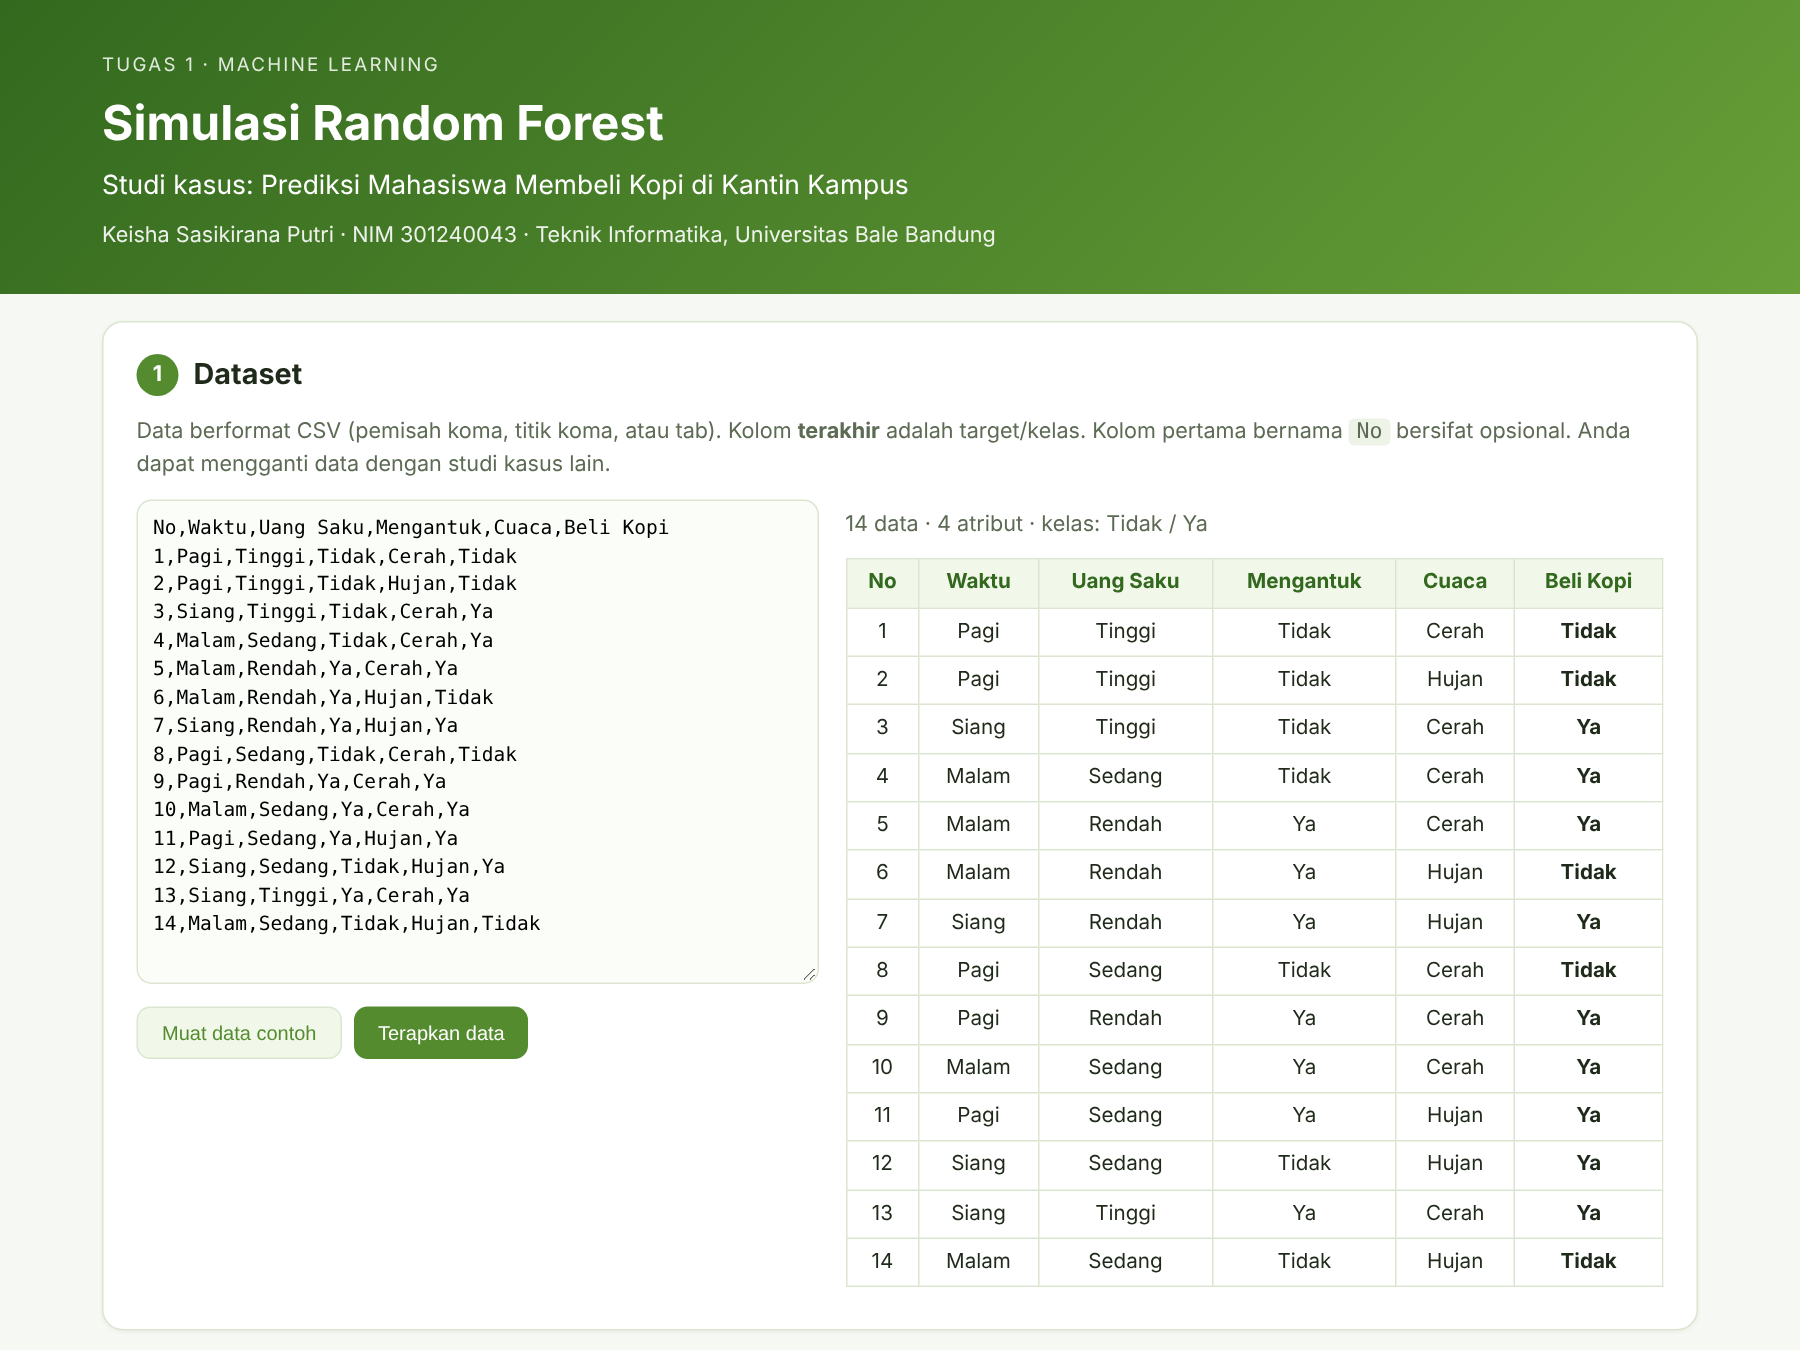 TUGAS 1 · MACHINE LEARNING
Simulasi Random Forest
Studi kasus: Prediksi Mahasiswa Membeli Kopi di Kantin Kampus
Keisha Sasikirana Putri · NIM 301240043 · Teknik Informatika, Universitas Bale Bandung
1 Dataset
Data berformat CSV (pemisah koma, titik koma, atau tab). Kolom terakhir adalah target/kelas. Kolom pertama bernama No bersifat opsional. Anda
dapat mengganti data dengan studi kasus lain.
No,Waktu,Uang Saku,Mengantuk,Cuaca,Beli Kopi
1,Pagi,Tinggi,Tidak,Cerah,Tidak
2,Pagi,Tinggi,Tidak,Hujan,Tidak
3,Siang,Tinggi,Tidak,Cerah,Ya
4,Malam,Sedang,Tidak,Cerah,Ya
5,Malam,Rendah,Ya,Cerah,Ya
6,Malam,Rendah,Ya,Hujan,Tidak
7,Siang,Rendah,Ya,Hujan,Ya
8,Pagi,Sedang,Tidak,Cerah,Tidak
9,Pagi,Rendah,Ya,Cerah,Ya
10,Malam,Sedang,Ya,Cerah,Ya
11,Pagi,Sedang,Ya,Hujan,Ya
12,Siang,Sedang,Tidak,Hujan,Ya
13,Siang,Tinggi,Ya,Cerah,Ya
14,Malam,Sedang,Tidak,Hujan,Tidak
Muat data contoh Terapkan data
14 data · 4 atribut · kelas: Tidak / Ya
No Waktu Uang Saku Mengantuk Cuaca Beli Kopi
1 Pagi Tinggi Tidak Cerah Tidak
2 Pagi Tinggi Tidak Hujan Tidak
3 Siang Tinggi Tidak Cerah Ya
4 Malam Sedang Tidak Cerah Ya
5 Malam Rendah Ya Cerah Ya
6 Malam Rendah Ya Hujan Tidak
7 Siang Rendah Ya Hujan Ya
8 Pagi Sedang Tidak Cerah Tidak
9 Pagi Rendah Ya Cerah Ya
10 Malam Sedang Ya Cerah Ya
11 Pagi Sedang Ya Hujan Ya
12 Siang Sedang Tidak Hujan Ya
13 Siang Tinggi Ya Cerah Ya
14 Malam Sedang Tidak Hujan Tidak